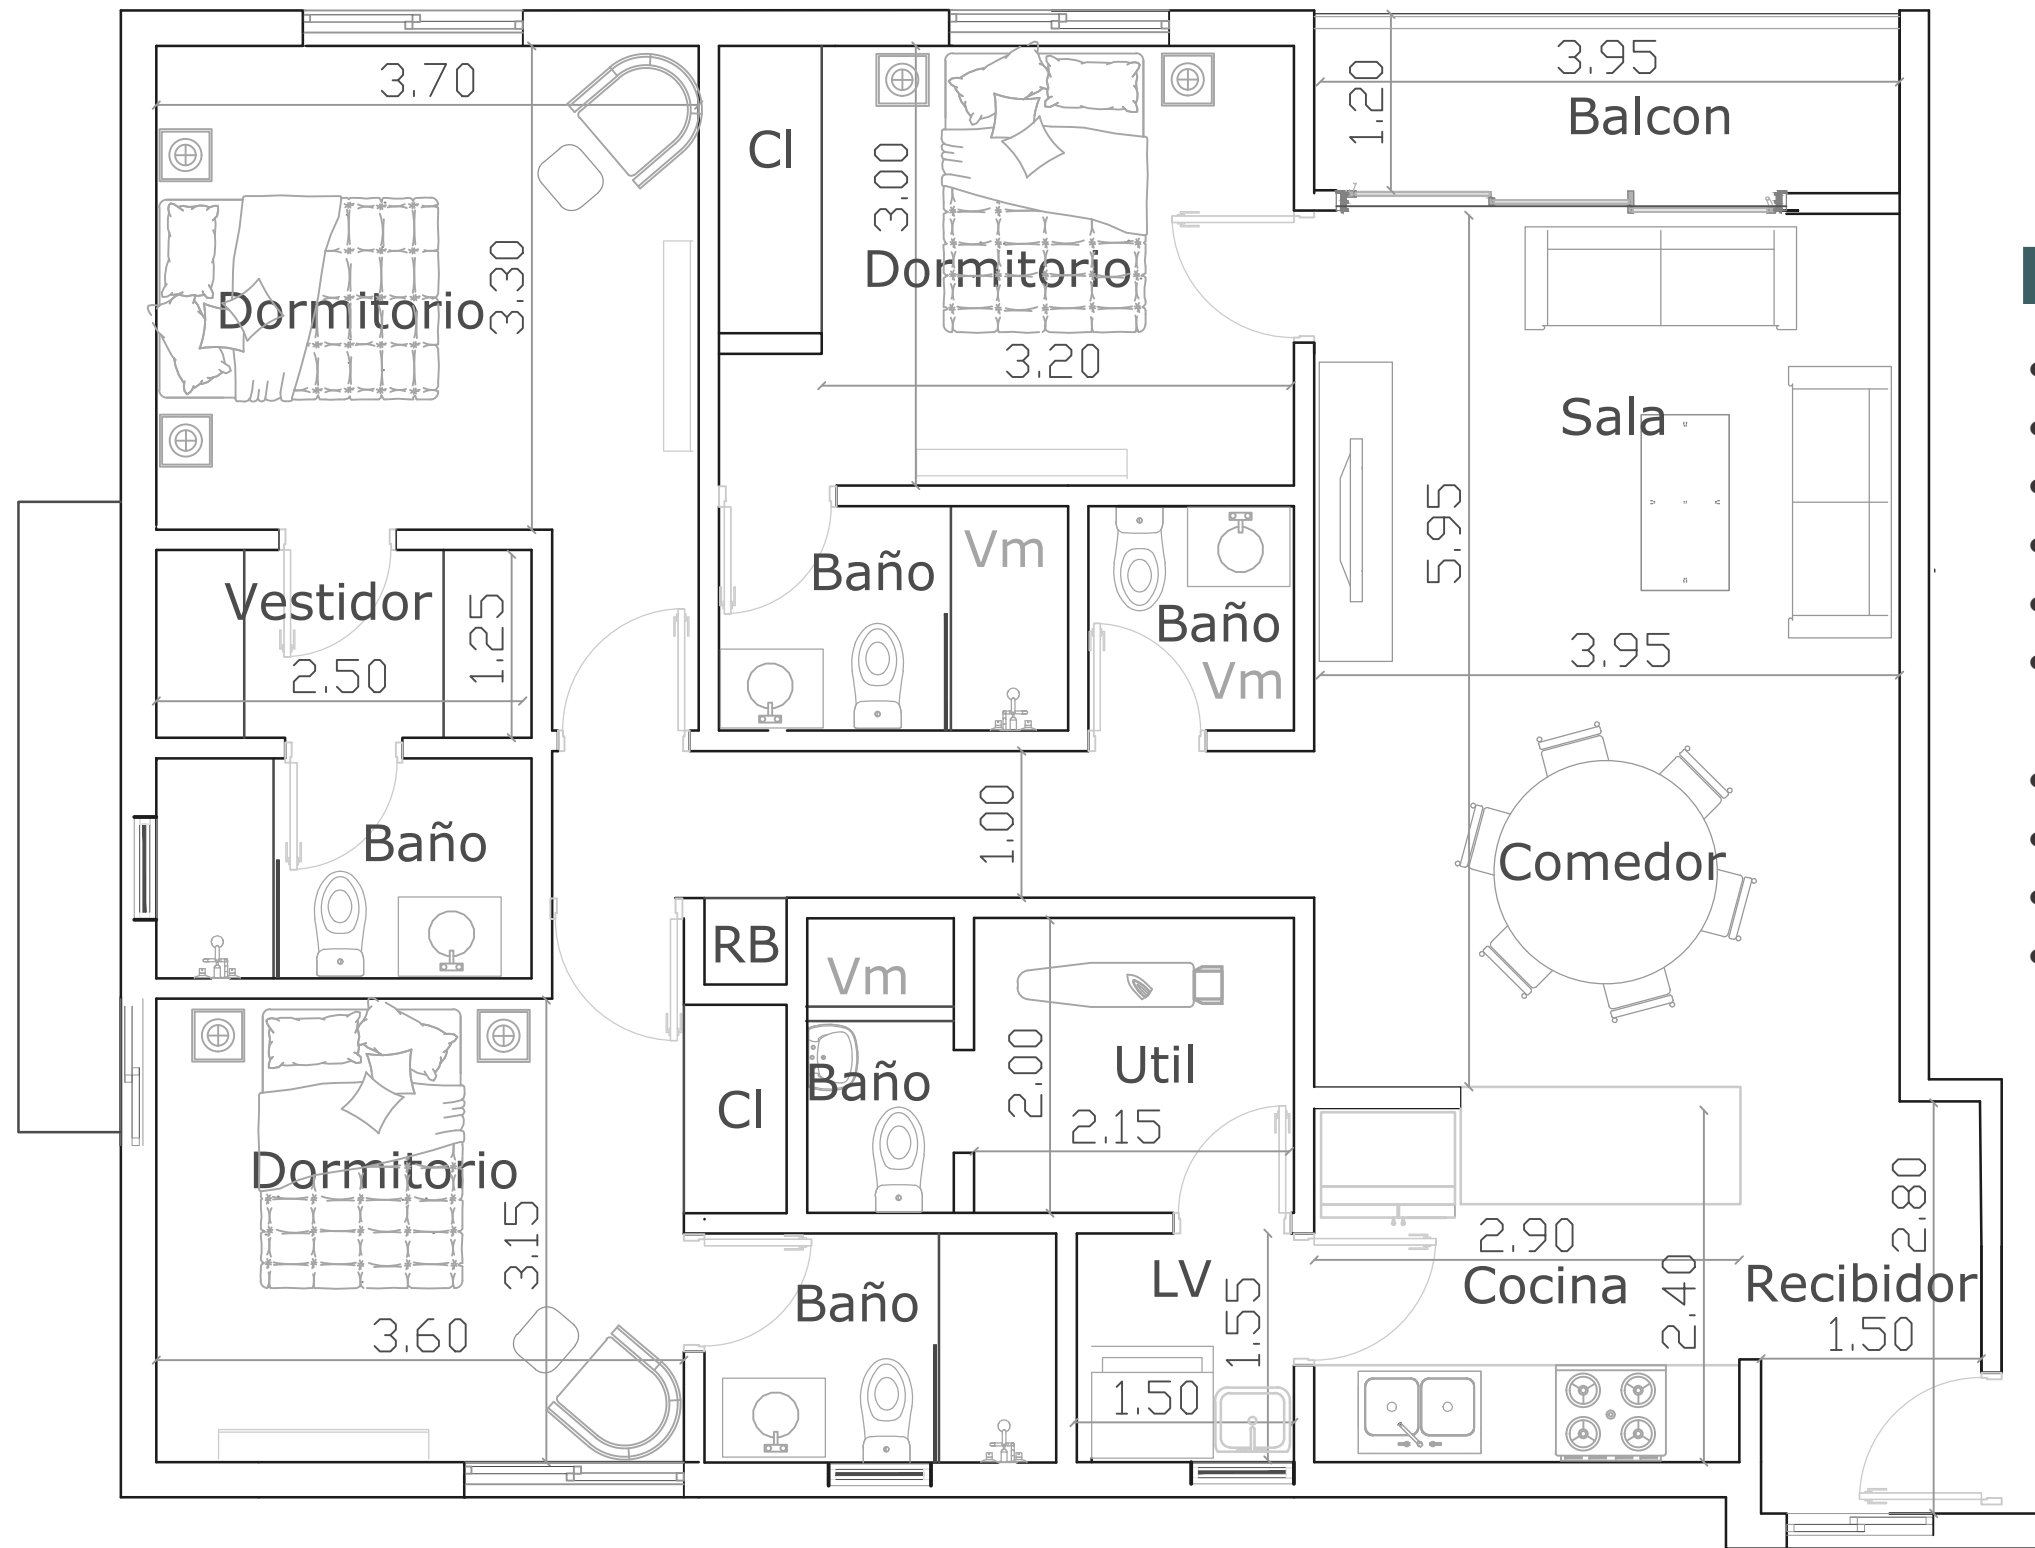 3.70
3.95
1.20
Balcon
Cl
3.00
3.30
Dormitorio
Dormitorio
3.20
Sala
5.95
Vm
Baño
Vestidor
1.25
Baño
2.50
3.95
Vm
1.00
Baño
Comedor
RB
Vm
Util
2.00
Baño
Cl
2.15
Dormitorio
3.15
2.80
2.90
LV
Cocina
Recibidor
Baño
1.55
2.40
3.60
1.50
1.50